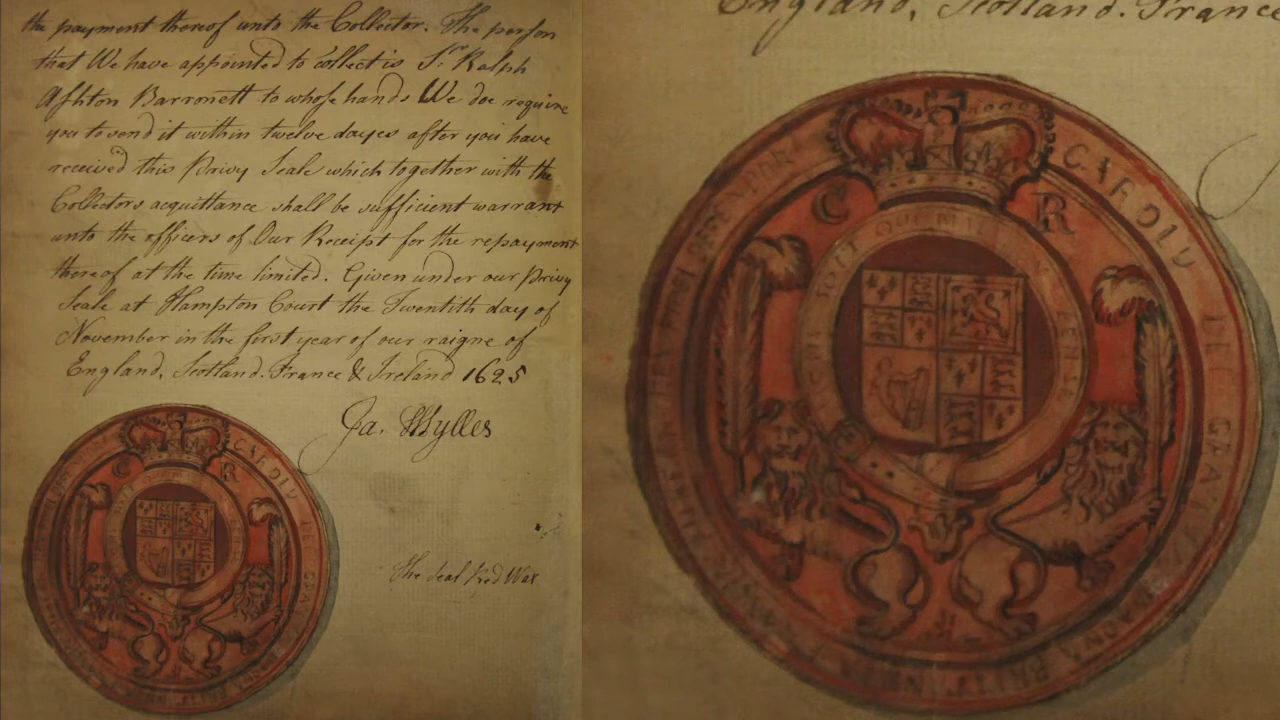 the payment thereof unto the Collector. The person
that We have appointed to collect is Sr. Ralph
Ashton Barronett to whose hands We doe require
you to send it within twelve dayes after you have
received this Privy Seale which together with the
Collectors acquittance shall be sufficient warrant
unto the officers of Our Receipt for the repayment
thereof at the time limited. Given under our Privy
Seale at Hampton Court the Twentith day of
November in the first year of our raigne of
England, Scotland. France & Ireland 1625
Ja. Mylles
The Seal Red Wax
C R
CAROLU
England, Scotland. France
C R
CAROLU DEI GRA